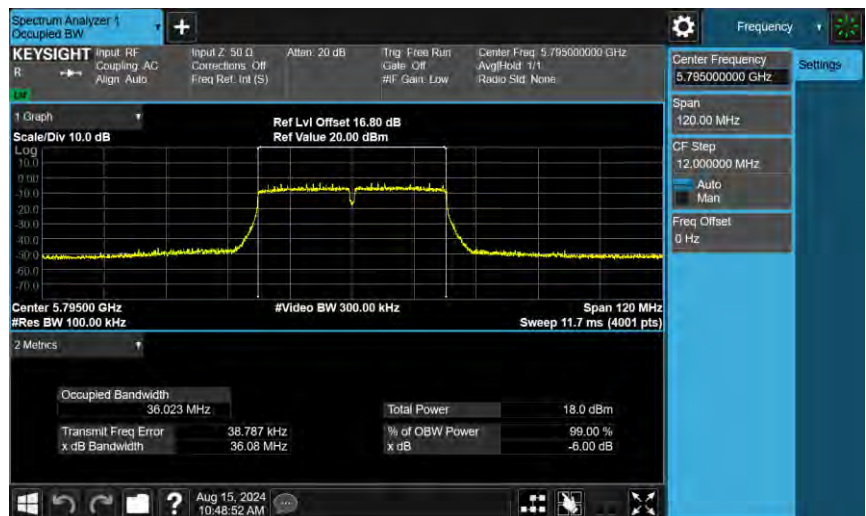 Spectrum Analyzer 1
Occupied BW
Frequency
KEYSIGHT
R
Input: RF
Coupling: AC
Align: Auto
Input Z: 50 Ω
Corrections: Off
Freq Ref: Int (S)
Atten: 20 dB
Trig: Free Run
Gate: Off
#IF Gain: Low
Center Freq: 5.795000000 GHz
Avg|Hold: 1/1
Radio Std: None
Center Frequency
5.795000000 GHz
Settings
Span
120.00 MHz
CF Step
12.000000 MHz
Auto
Man
Freq Offset
0 Hz
1 Graph
Scale/Div 10.0 dB
Ref Lvl Offset 16.80 dB
Ref Value 20.00 dBm
Log
10.0
0.00
-10.0
-20.0
-30.0
-40.0
-50.0
-60.0
-70.0
Center 5.79500 GHz
#Res BW 100.00 kHz
#Video BW 300.00 kHz
Span 120 MHz
Sweep 11.7 ms (4001 pts)
2 Metrics
Occupied Bandwidth
36.023 MHz
Total Power 18.0 dBm
Transmit Freq Error 38.787 kHz
% of OBW Power 99.00 %
x dB Bandwidth 36.08 MHz
x dB -6.00 dB
?
Aug 15, 2024
10:48:52 AM